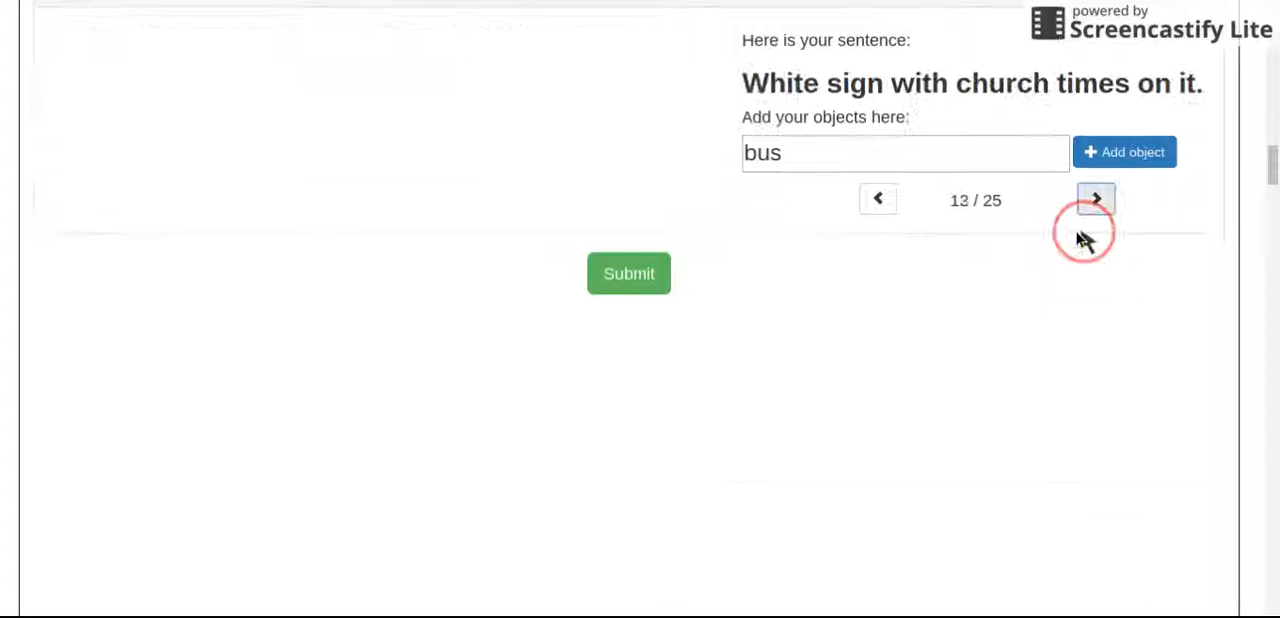 powered by
Screencastify Lite
Here is your sentence:
White sign with church times on it.
Add your objects here:
bus
Add object
13 / 25
Submit